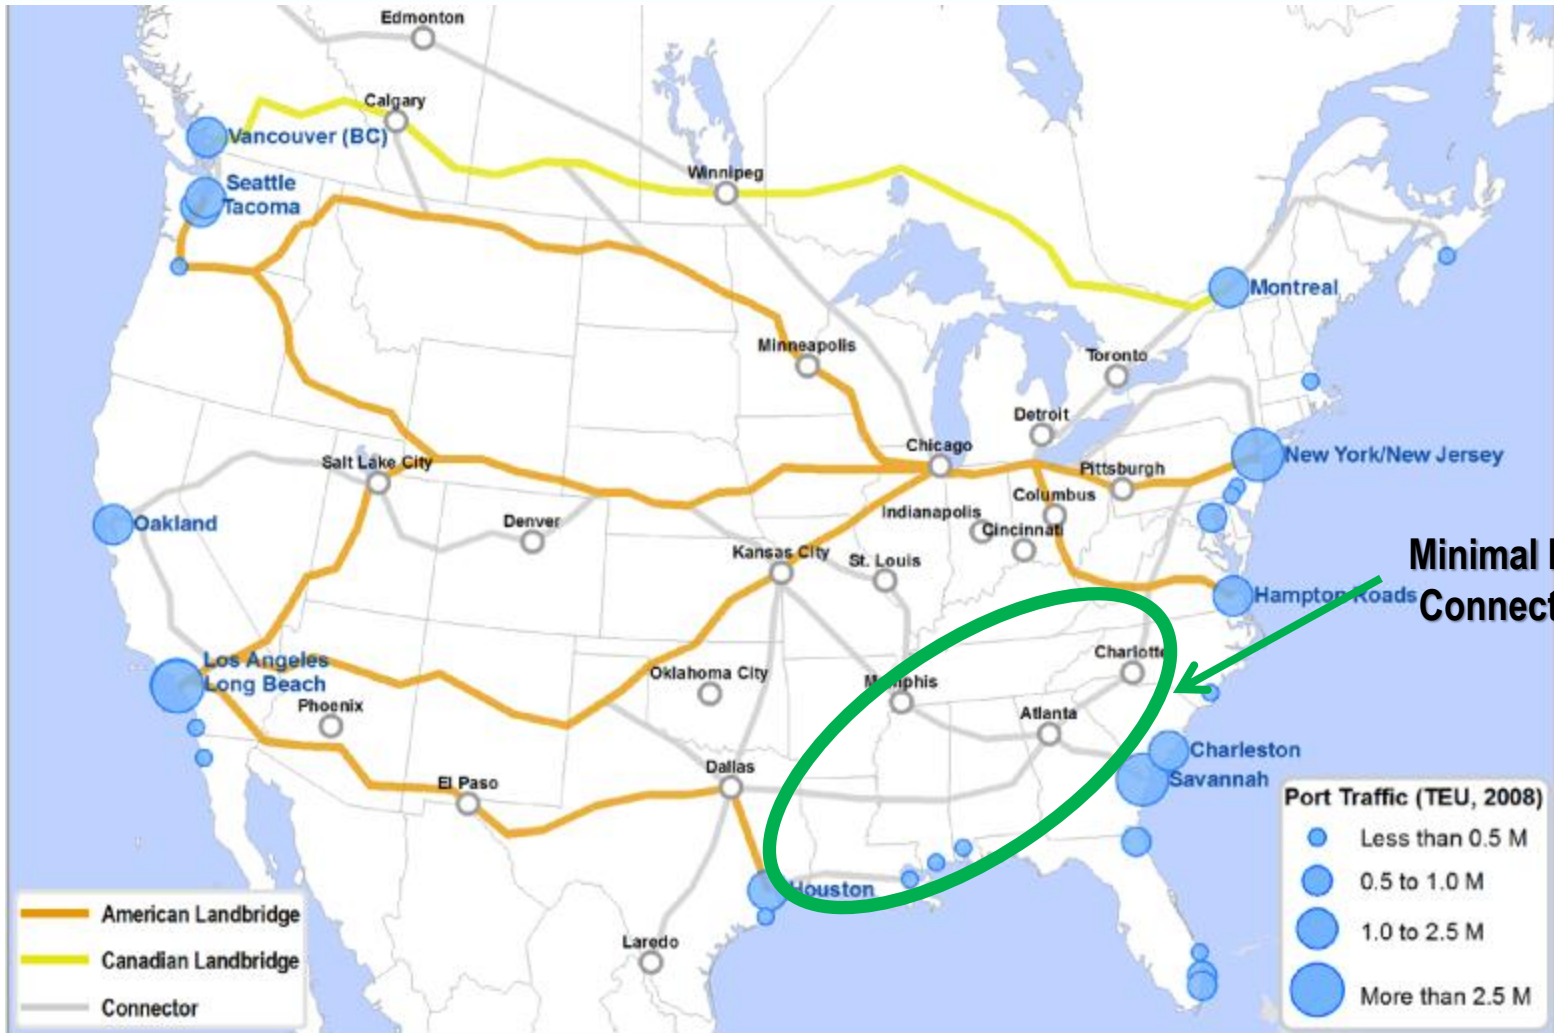 Edmonton
Calgary
Vancouver (BC)
Winnipeg
Seattle
Tacoma
Montreal
Minneapolis
Toronto
Detroit
Chicago
New York/New Jersey
Salt Lake City
Pittsburgh
Columbus
Oakland
Denver
Indianapolis
Cincinnati
Kansas City
St. Louis
Minimal
Connect
Hampton Roads
Los Angeles
Long Beach
Charlotte
Oklahoma City
Memphis
Phoenix
Atlanta
Charleston
Savannah
Dallas
El Paso
Houston
Laredo
Port Traffic (TEU, 2008)
Less than 0.5 M
0.5 to 1.0 M
1.0 to 2.5 M
More than 2.5 M
American Landbridge
Canadian Landbridge
Connector